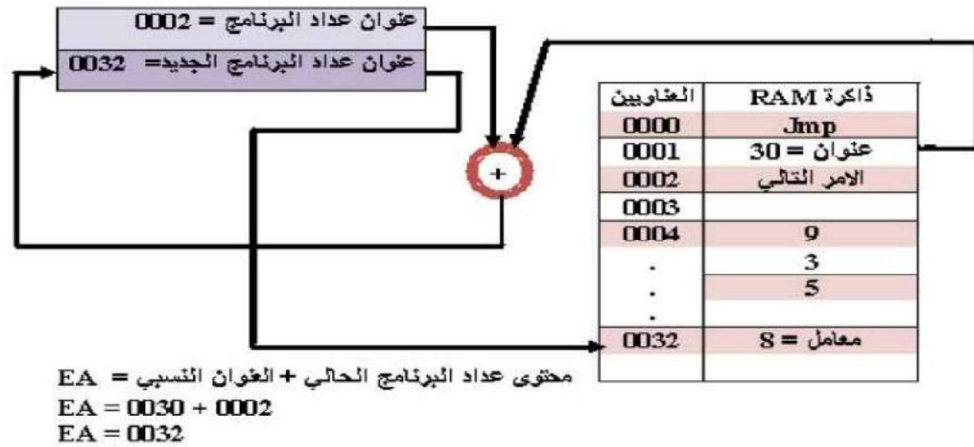 عنوان عداد البرنامج = 0002
عنوان عداد البرنامج الجديد= 0032
+
العناويين ذاكرة RAM
0000 Jmp
0001 عنوان = 30
0002 الامر التالي
0003
0004 9
. 3
. 5
.
0032 معامل = 8
EA = محتوى عداد البرنامج الحالي + العنوان النسبي
EA = 0030 + 0002
EA = 0032